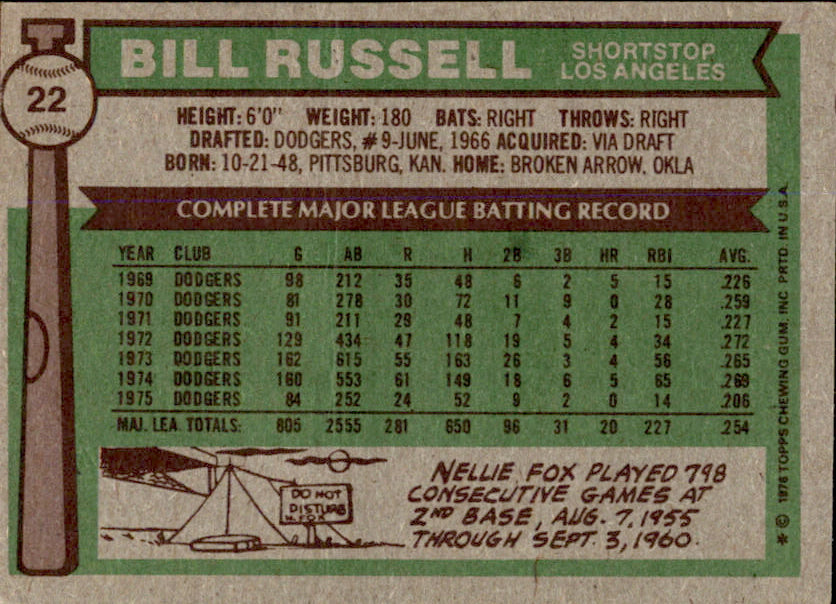 22
BILL RUSSELL
SHORTSTOP
LOS ANGELES
HEIGHT: 6'0" WEIGHT: 180 BATS: RIGHT THROWS: RIGHT
DRAFTED: DODGERS, #9-JUNE, 1966 ACQUIRED: VIA DRAFT
BORN: 10-21-48, PITTSBURG, KAN. HOME: BROKEN ARROW, OKLA
COMPLETE MAJOR LEAGUE BATTING RECORD
YEAR CLUB G AB R H 2B 3B HR RBI AVG.
1969 DODGERS 98 212 35 48 6 2 5 15 .226
1970 DODGERS 81 278 30 72 11 9 0 28 .259
1971 DODGERS 91 211 29 48 7 4 2 15 .227
1972 DODGERS 129 434 47 118 19 5 4 34 .272
1973 DODGERS 162 615 55 163 26 3 4 56 .265
1974 DODGERS 160 553 61 149 18 6 5 65 .269
1975 DODGERS 84 252 24 52 9 2 0 14 .206
MAJ. LEA. TOTALS: 805 2555 281 650 96 31 20 227 .254
DO NOT
DISTURB
N. FOX
NELLIE FOX PLAYED 798
CONSECUTIVE GAMES AT
2ND BASE, AUG. 7, 1955
THROUGH SEPT. 3, 1960.
* © 1976 TOPPS CHEWING GUM, INC. PRTD. IN U.S.A.